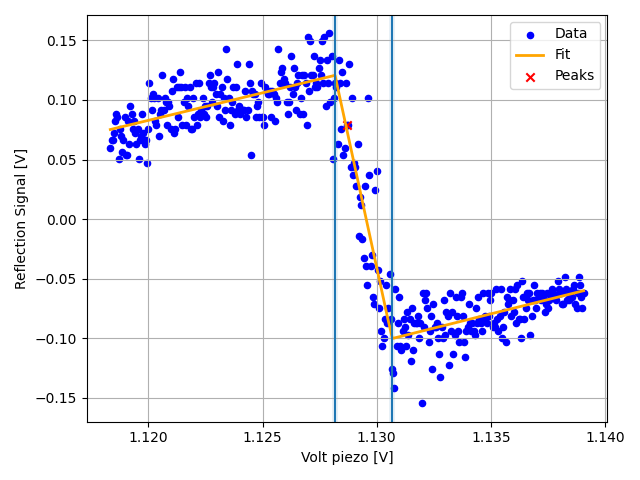 Data
Fit
Peaks
0.15
0.10
0.05
0.00
−0.05
−0.10
−0.15
Reflection Signal [V]
1.120 1.125 1.130 1.135 1.140
Volt piezo [V]